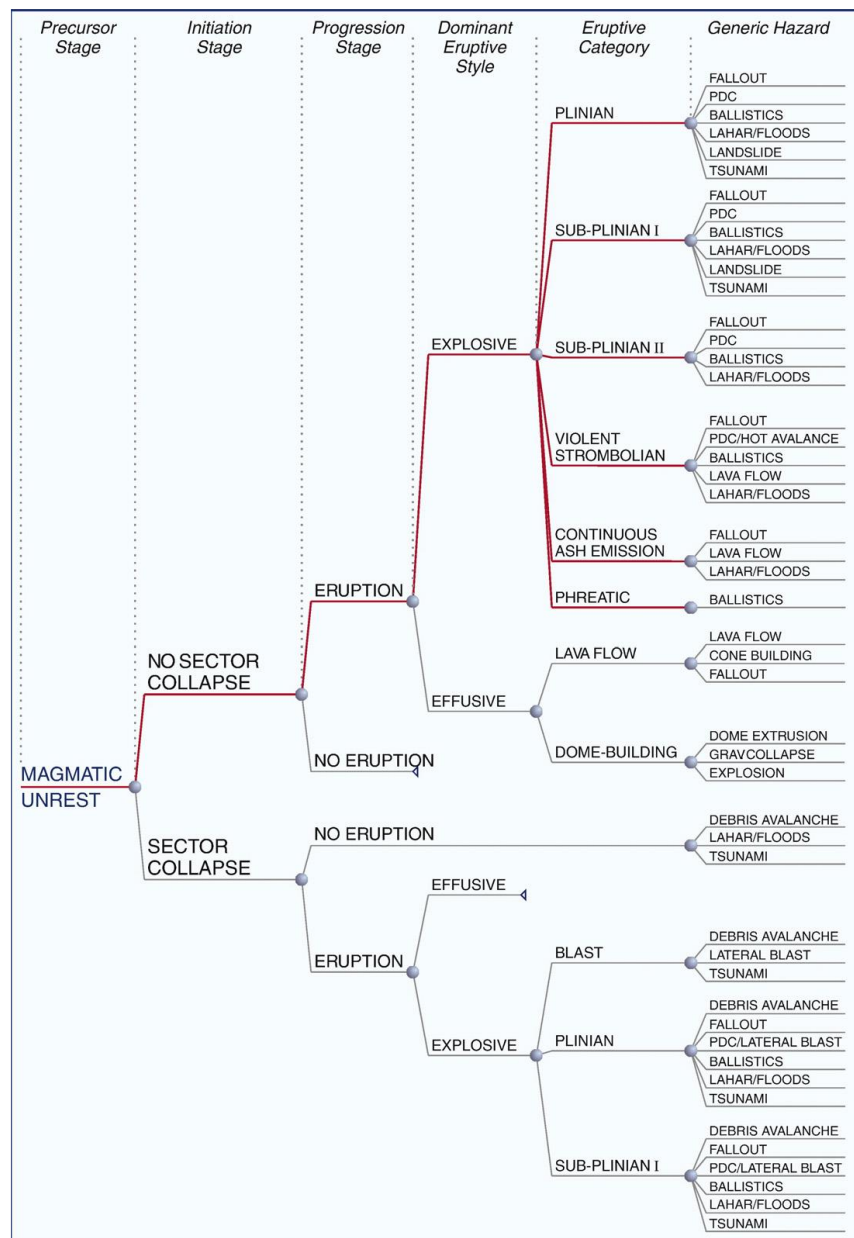 Precursor
Stage
Initiation
Stage
Progression
Stage
Dominant
Eruptive
Style
Eruptive
Category
Generic Hazard
PLINIAN
FALLOUT
PDC
BALLISTICS
LAHAR/FLOODS
LANDSLIDE
TSUNAMI
SUB-PLINIAN I
FALLOUT
PDC
BALLISTICS
LAHAR/FLOODS
LANDSLIDE
TSUNAMI
EXPLOSIVE
SUB-PLINIAN II
FALLOUT
PDC
BALLISTICS
LAHAR/FLOODS
VIOLENT
STROMBOLIAN
FALLOUT
PDC/HOT AVALANCE
BALLISTICS
LAVA FLOW
LAHAR/FLOODS
CONTINUOUS
ASH EMISSION
FALLOUT
LAVA FLOW
LAHAR/FLOODS
ERUPTION
PHREATIC
BALLISTICS
NO SECTOR
COLLAPSE
EFFUSIVE
LAVA FLOW
LAVA FLOW
CONE BUILDING
FALLOUT
NO ERUPTION
DOME-BUILDING
DOME EXTRUSION
GRAVCOLLAPSE
EXPLOSION
MAGMATIC
UNREST
SECTOR
COLLAPSE
NO ERUPTION
DEBRIS AVALANCHE
LAHAR/FLOODS
TSUNAMI
EFFUSIVE
ERUPTION
BLAST
DEBRIS AVALANCHE
LATERAL BLAST
TSUNAMI
EXPLOSIVE
PLINIAN
DEBRIS AVALANCHE
FALLOUT
PDC/LATERAL BLAST
BALLISTICS
LAHAR/FLOODS
TSUNAMI
SUB-PLINIAN I
DEBRIS AVALANCHE
FALLOUT
PDC/LATERAL BLAST
BALLISTICS
LAHAR/FLOODS
TSUNAMI